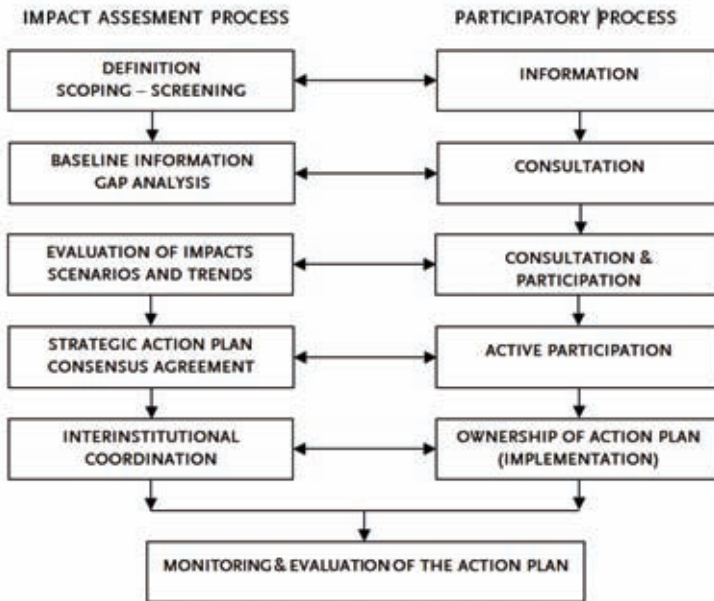 IMPACT ASSESMENT PROCESS
PARTICIPATORY PROCESS
DEFINITION
SCOPING – SCREENING
INFORMATION
BASELINE INFORMATION
GAP ANALYSIS
CONSULTATION
EVALUATION OF IMPACTS
SCENARIOS AND TRENDS
CONSULTATION &
PARTICIPATION
STRATEGIC ACTION PLAN
CONSENSUS AGREEMENT
ACTIVE PARTICIPATION
INTERINSTITUTIONAL
COORDINATION
OWNERSHIP OF ACTION PLAN
(IMPLEMENTATION)
MONITORING & EVALUATION OF THE ACTION PLAN